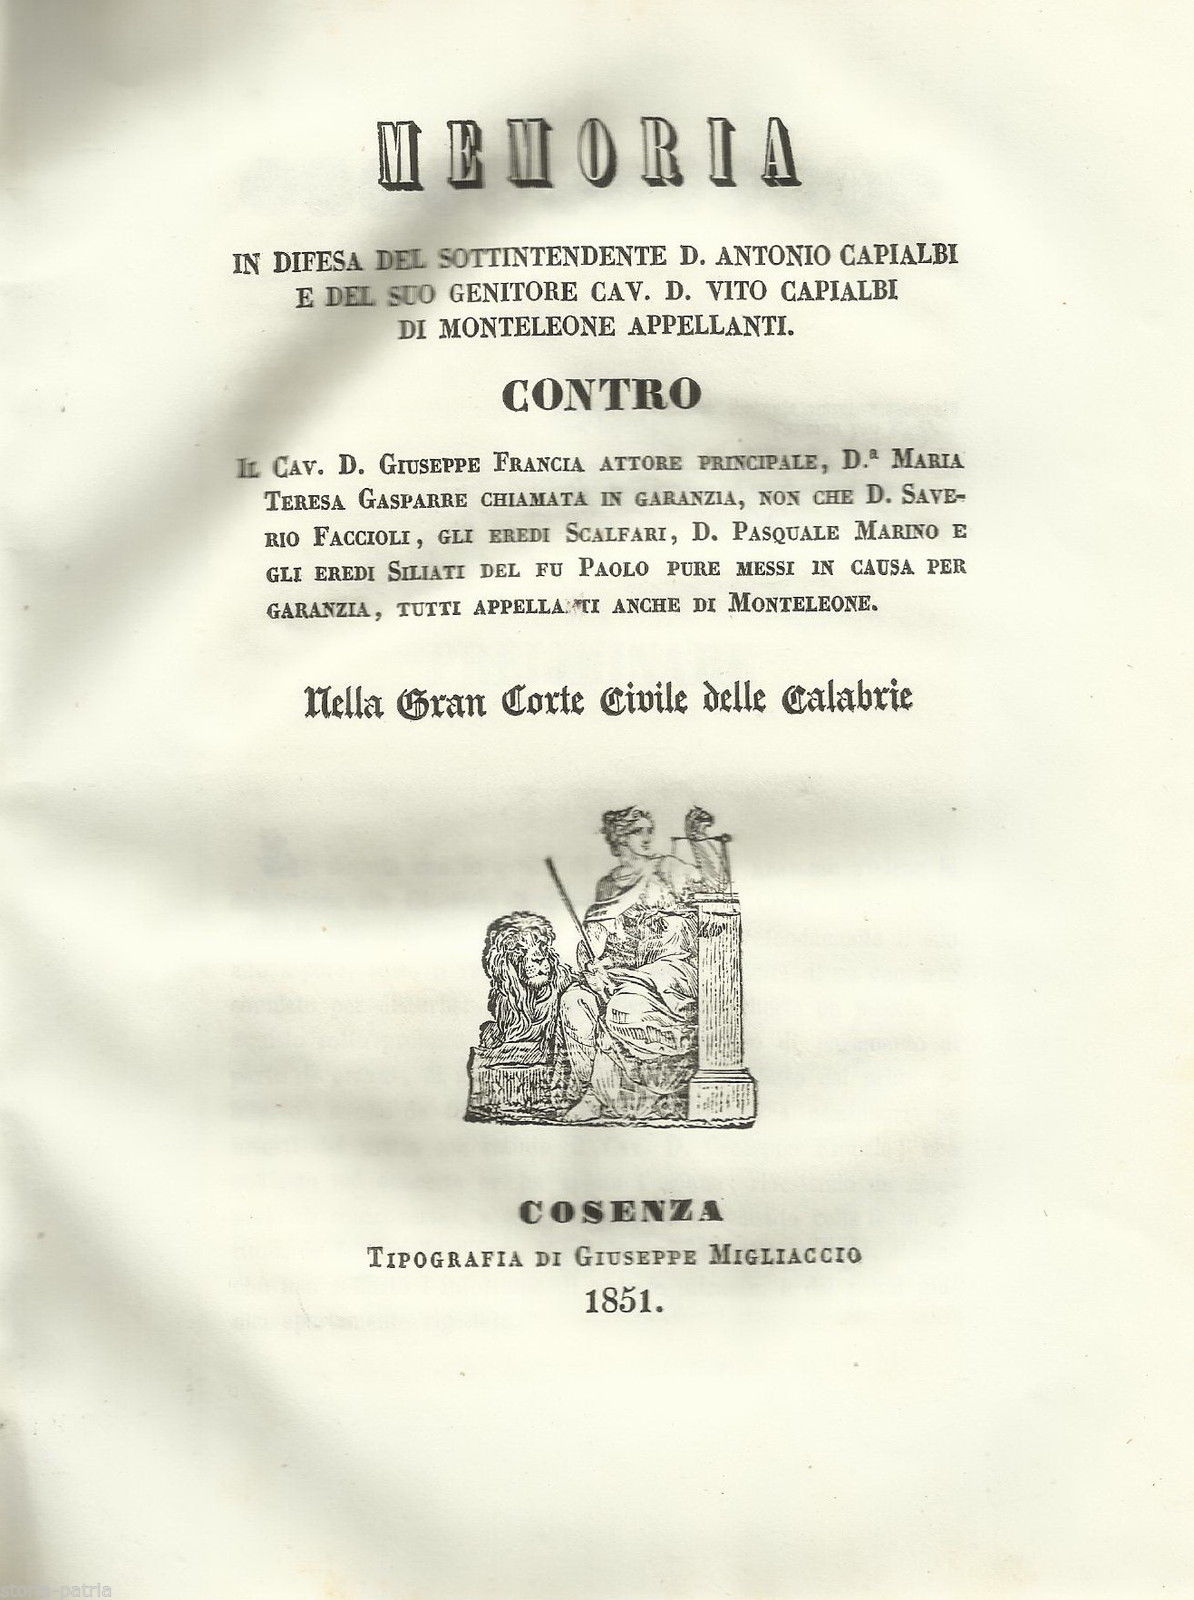 MEMORIA
IN DIFESA DEL SOTTINTENDENTE D. ANTONIO CAPIALBI
E DEL SUO GENITORE CAV. D. VITO CAPIALBI
DI MONTELEONE APPELLANTI.
CONTRO
IL CAV. D. GIUSEPPE FRANCIA ATTORE PRINCIPALE, D.ª MARIA
TERESA GASPARRE CHIAMATA IN GARANZIA, NON CHE D. SAVE-
RIO FACCIOLI, GLI EREDI SCALFARI, D. PASQUALE MARINO E
GLI EREDI SILIATI DEL FU PAOLO PURE MESSI IN CAUSA PER
GARANZIA, TUTTI APPELLATI ANCHE DI MONTELEONE.
Nella Gran Corte Civile delle Calabrie
COSENZA
TIPOGRAFIA DI GIUSEPPE MIGLIACCIO
1851.
storia-patria